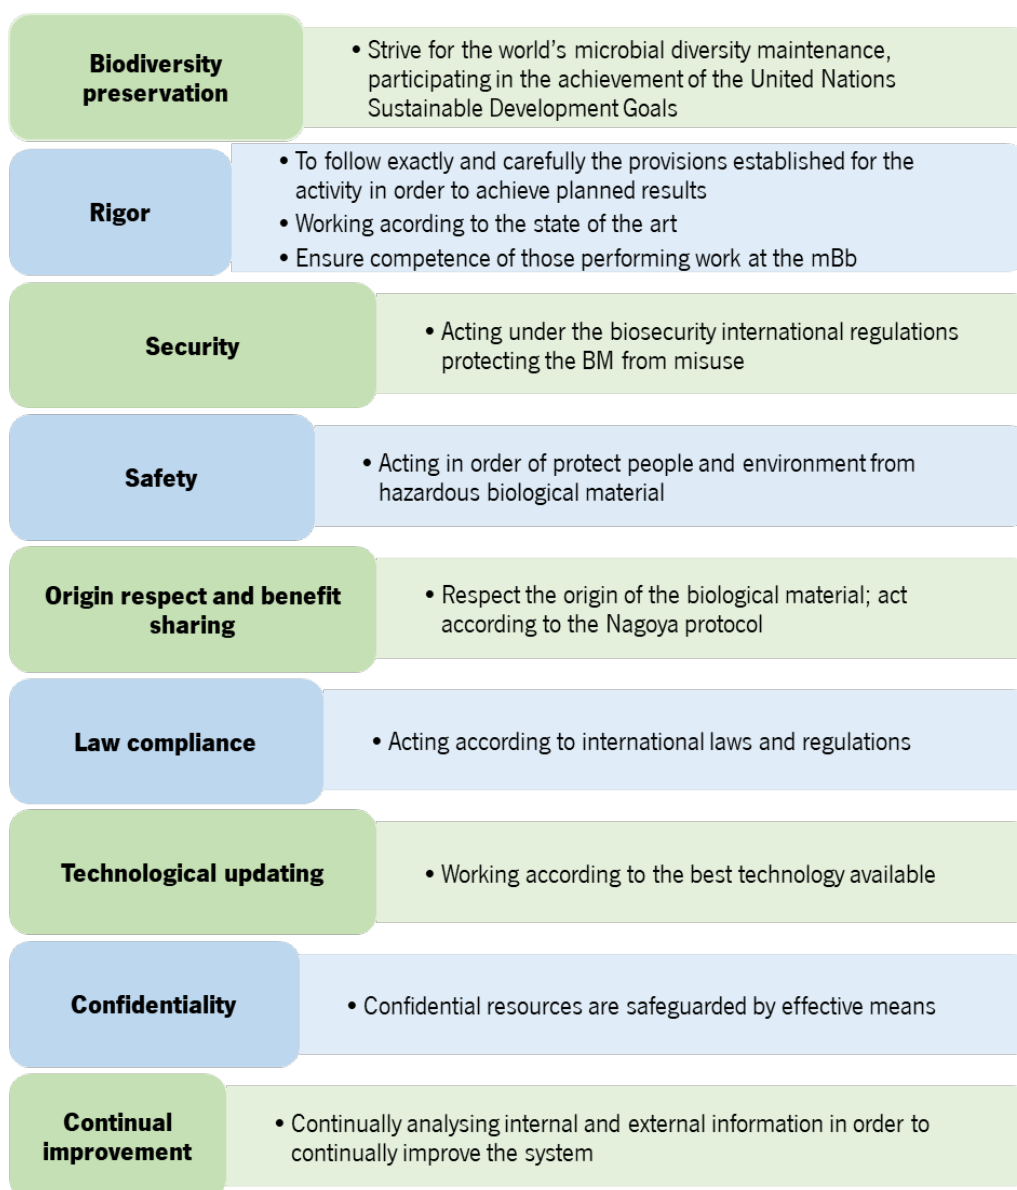 Biodiversity
preservation
• Strive for the world's microbial diversity maintenance,
participating in the achievement of the United Nations
Sustainable Development Goals
Rigor
• To follow exactly and carefully the provisions established for the
activity in order to achieve planned results
• Working acording to the state of the art
• Ensure competence of those performing work at the mBb
Security
• Acting under the biosecurity international regulations
protecting the BM from misuse
Safety
• Acting in order of protect people and environment from
hazardous biological material
Origin respect and benefit
sharing
• Respect the origin of the biological material; act
according to the Nagoya protocol
Law compliance
• Acting according to international laws and regulations
Technological updating
• Working according to the best technology available
Confidentiality
• Confidential resources are safeguarded by effective means
Continual
improvement
• Continually analysing internal and external information in order to
continually improve the system